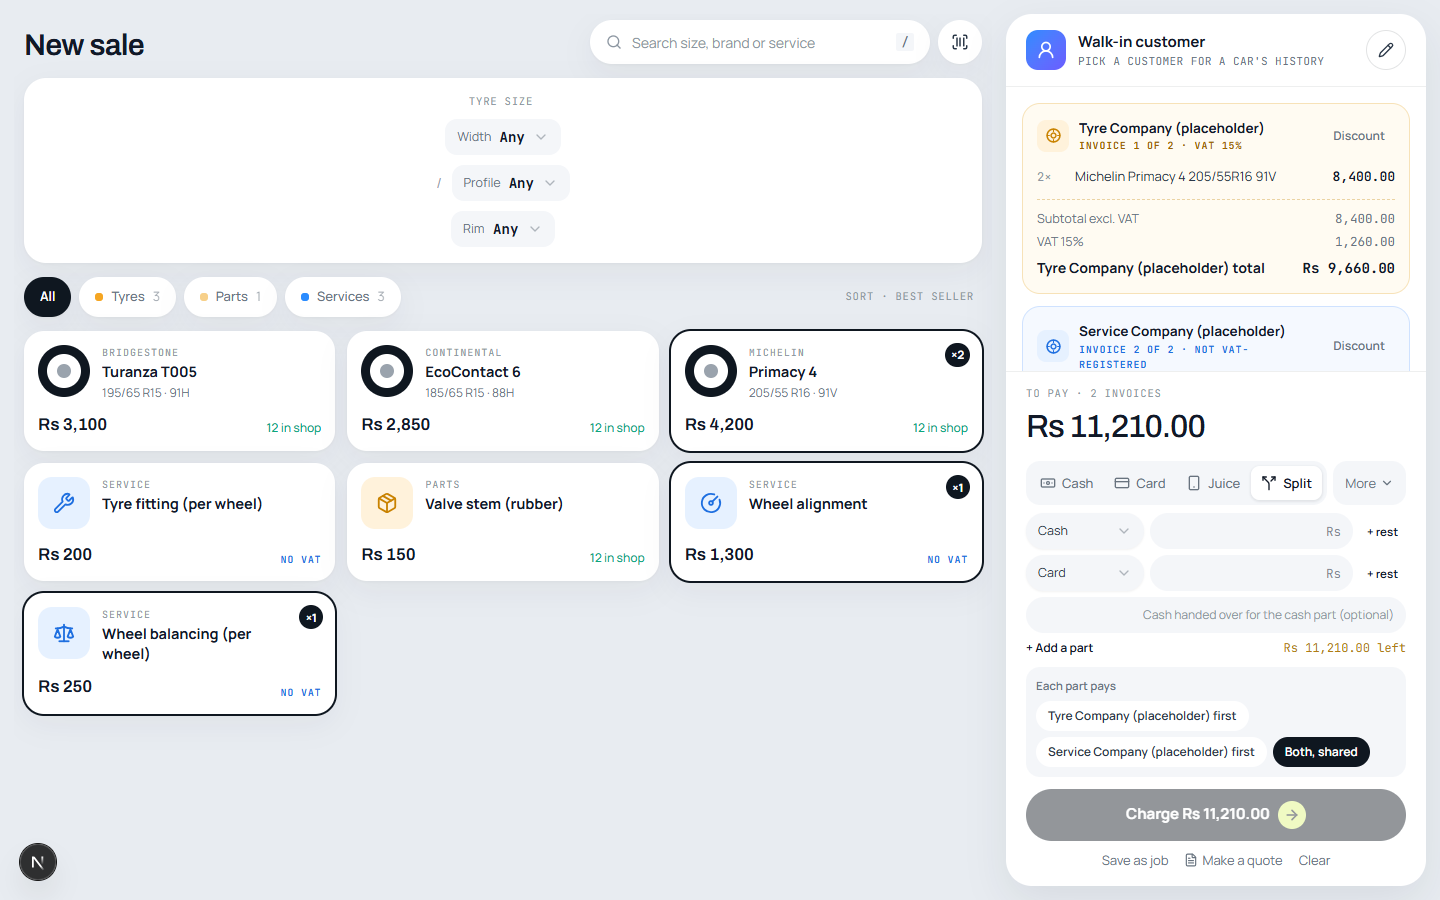 New sale
Search size, brand or service /
TYRE SIZE
Width Any
/ Profile Any
Rim Any
All Tyres 3 Parts 1 Services 3 SORT · BEST SELLER
BRIDGESTONE
Turanza T005
195/65 R15 · 91H
Rs 3,100 12 in shop
CONTINENTAL
EcoContact 6
185/65 R15 · 88H
Rs 2,850 12 in shop
MICHELIN ×2
Primacy 4
205/55 R16 · 91V
Rs 4,200 12 in shop
SERVICE
Tyre fitting (per wheel)
Rs 200 NO VAT
PARTS
Valve stem (rubber)
Rs 150 12 in shop
SERVICE ×1
Wheel alignment
Rs 1,300 NO VAT
SERVICE ×1
Wheel balancing (per
wheel)
Rs 250 NO VAT
N
Walk-in customer
PICK A CUSTOMER FOR A CAR'S HISTORY
Tyre Company (placeholder) Discount
INVOICE 1 OF 2 · VAT 15%
2× Michelin Primacy 4 205/55R16 91V 8,400.00
Subtotal excl. VAT 8,400.00
VAT 15% 1,260.00
Tyre Company (placeholder) total Rs 9,660.00
Service Company (placeholder) Discount
INVOICE 2 OF 2 · NOT VAT-
REGISTERED
TO PAY · 2 INVOICES
Rs 11,210.00
Cash Card Juice Split More
Cash Rs + rest
Card Rs + rest
Cash handed over for the cash part (optional)
+ Add a part Rs 11,210.00 left
Each part pays
Tyre Company (placeholder) first
Service Company (placeholder) first Both, shared
Charge Rs 11,210.00
Save as job Make a quote Clear